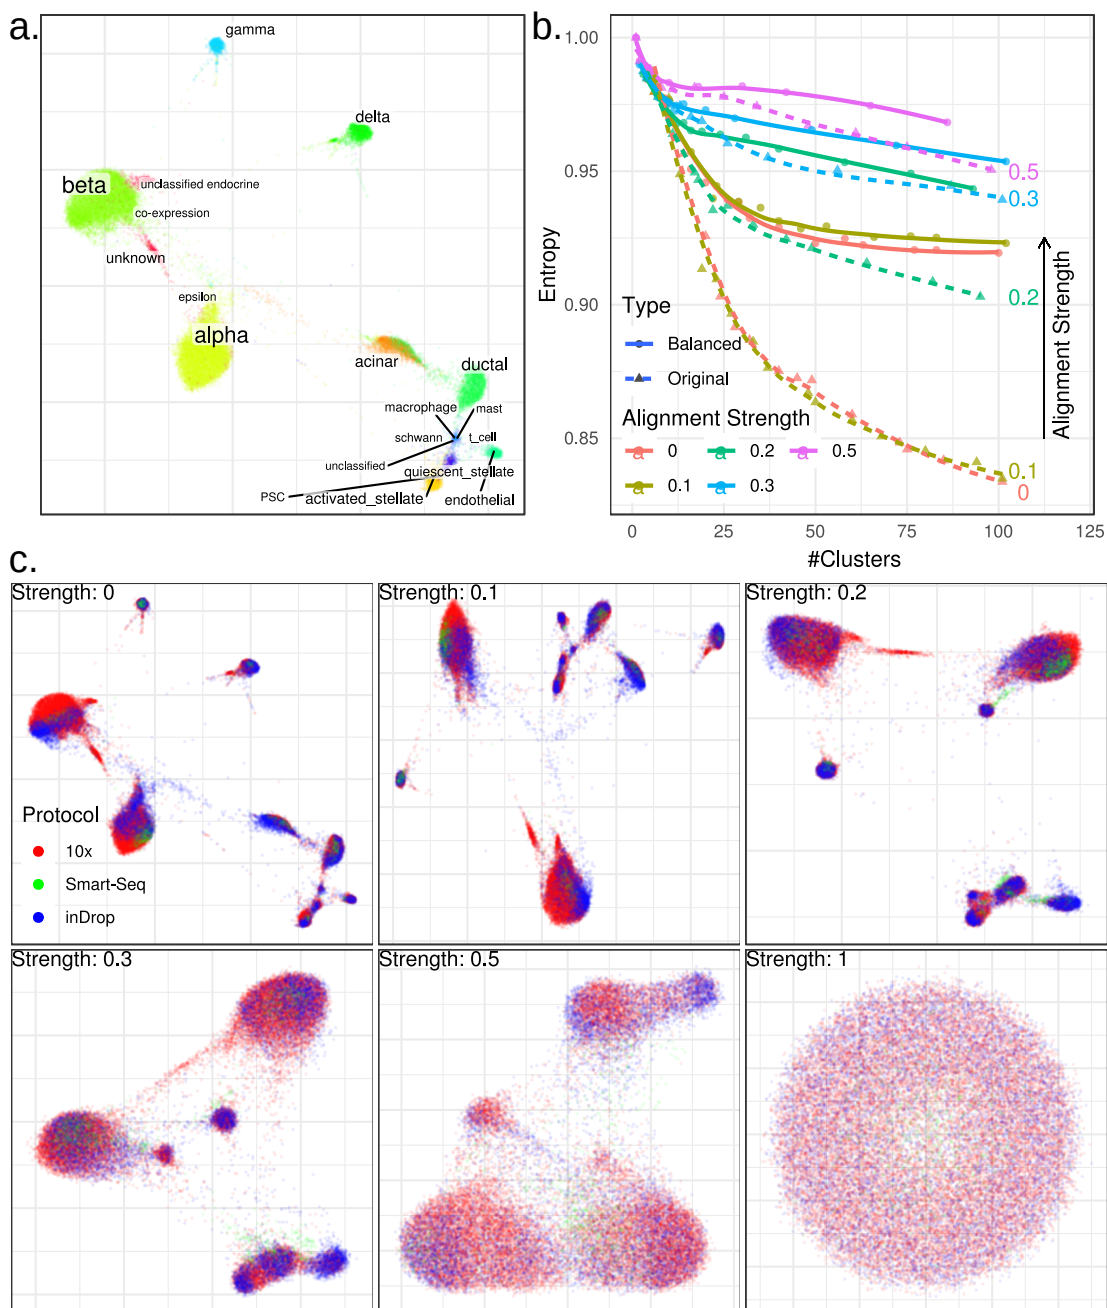 a.
gamma
delta
beta
unclassified endocrine
co-expression
unknown
epsilon
alpha
acinar
ductal
macrophage
mast
schwann
t_cell
unclassified
quiescent_stellate
PSC
activated_stellate
endothelial
b.
1.00
0.95
0.90
0.85
Entropy
0.5
0.3
0.2
0.1
0
Alignment Strength
Type
Balanced
Original
Alignment Strength
a 0 a 0.2 a 0.5
a 0.1 a 0.3
0 25 50 75 100 125
#Clusters
c.
Strength: 0
Protocol
10x
Smart-Seq
inDrop
Strength: 0.1
Strength: 0.2
Strength: 0.3
Strength: 0.5
Strength: 1